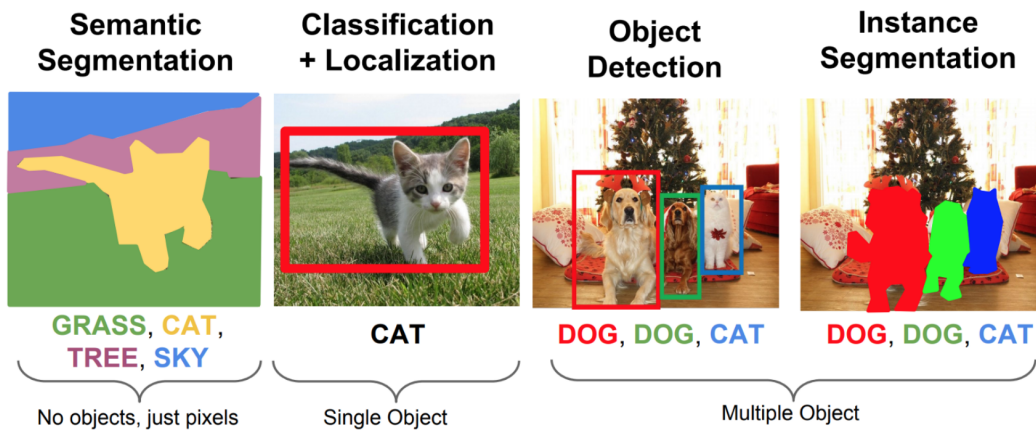 Semantic
Segmentation
Classification
+ Localization
Object
Detection
Instance
Segmentation
GRASS, CAT,
TREE, SKY
CAT
DOG, DOG, CAT
DOG, DOG, CAT
No objects, just pixels
Single Object
Multiple Object